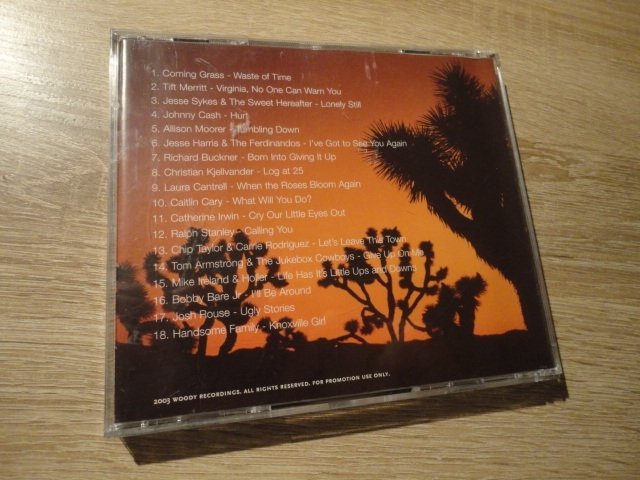 1. Coming Grass - Waste of Time
2. Tift Merritt - Virginia, No One Can Warn You
3. Jesse Sykes & The Sweet Hereafter - Lonely Still
4. Johnny Cash - Hurt
5. Allison Moorer - Tumbling Down
6. Jesse Harris & The Ferdinandos - I've Got to See You Again
7. Richard Buckner - Born Into Giving It Up
8. Christian Kjellvander - Log at 25
9. Laura Cantrell - When the Roses Bloom Again
10. Caitlin Cary - What Will You Do?
11. Catherine Irwin - Cry Our Little Eyes Out
12. Ralph Stanley - Calling You
13. Chip Taylor & Carrie Rodriguez - Let's Leave This Town
14. Tom Armstrong & The Jukebox Cowboys - Give Up On Me
15. Mike Ireland & Holler - Life Has It's Little Ups and Downs
16. Bobby Bare Jr - I'll Be Around
17. Josh Rouse - Ugly Stories
18. Handsome Family - Knoxville Girl
2003 WOODY RECORDINGS. ALL RIGHTS RESERVED. FOR PROMOTION USE ONLY.